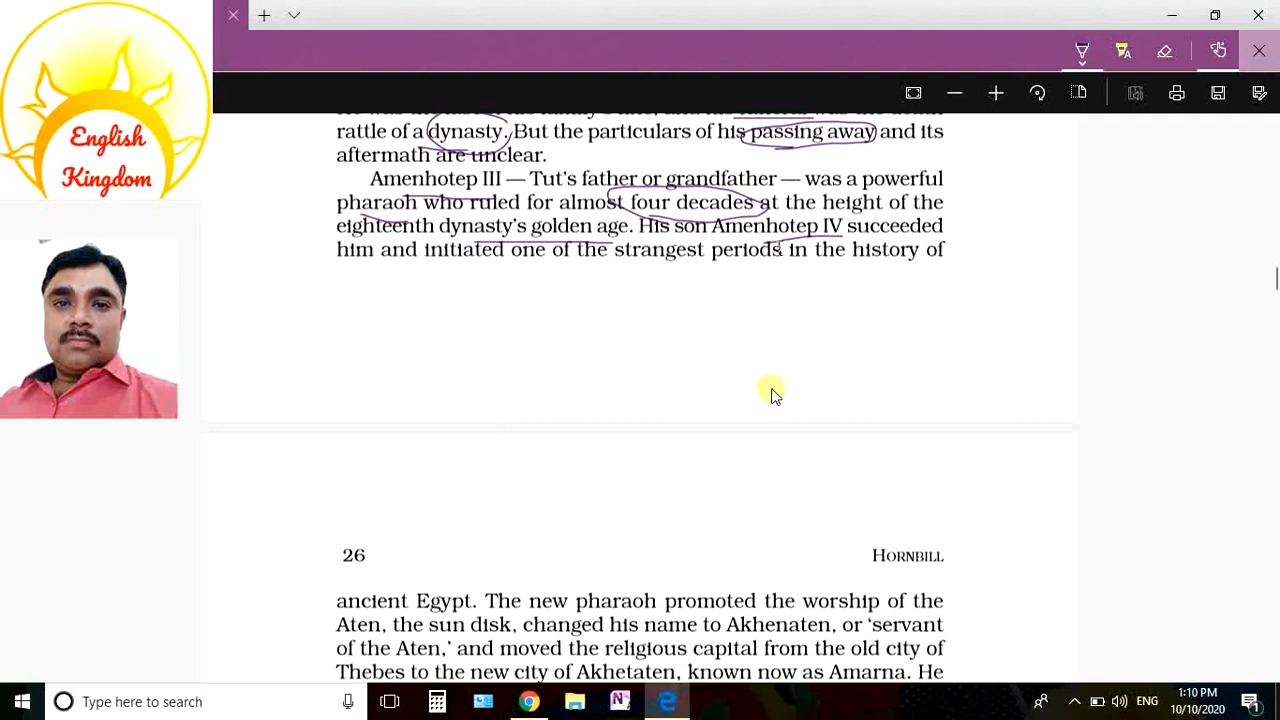 English
Kingdom
rattle of a dynasty. But the particulars of his passing away and its
aftermath are unclear.
Amenhotep III — Tut's father or grandfather — was a powerful
pharaoh who ruled for almost four decades at the height of the
eighteenth dynasty's golden age. His son Amenhotep IV succeeded
him and initiated one of the strangest periods in the history of
26
HORNBILL
ancient Egypt. The new pharaoh promoted the worship of the
Aten, the sun disk, changed his name to Akhenaten, or 'servant
of the Aten,' and moved the religious capital from the old city of
Thebes to the new city of Akhetaten, known now as Amarna. He
Type here to search
ENG
1:10 PM
10/10/2020